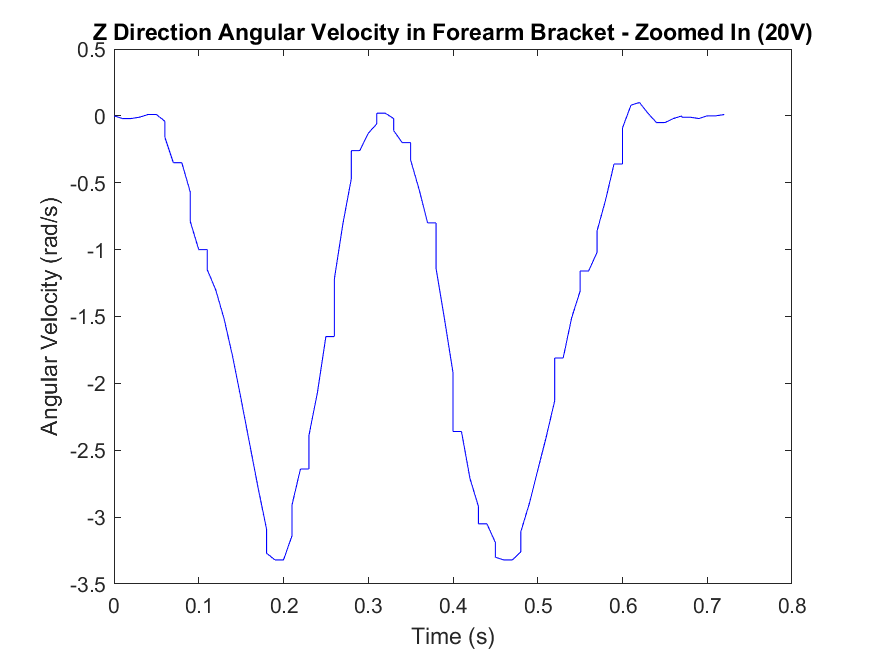 Z Direction Angular Velocity in Forearm Bracket - Zoomed In (20V)
0.5
0
-0.5
-1
-1.5
-2
-2.5
-3
-3.5
Angular Velocity (rad/s)
0 0.1 0.2 0.3 0.4 0.5 0.6 0.7 0.8
Time (s)